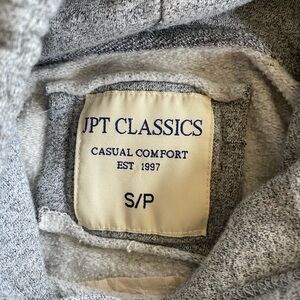 JPT CLASSICS
CASUAL COMFORT
EST 1997
S/P